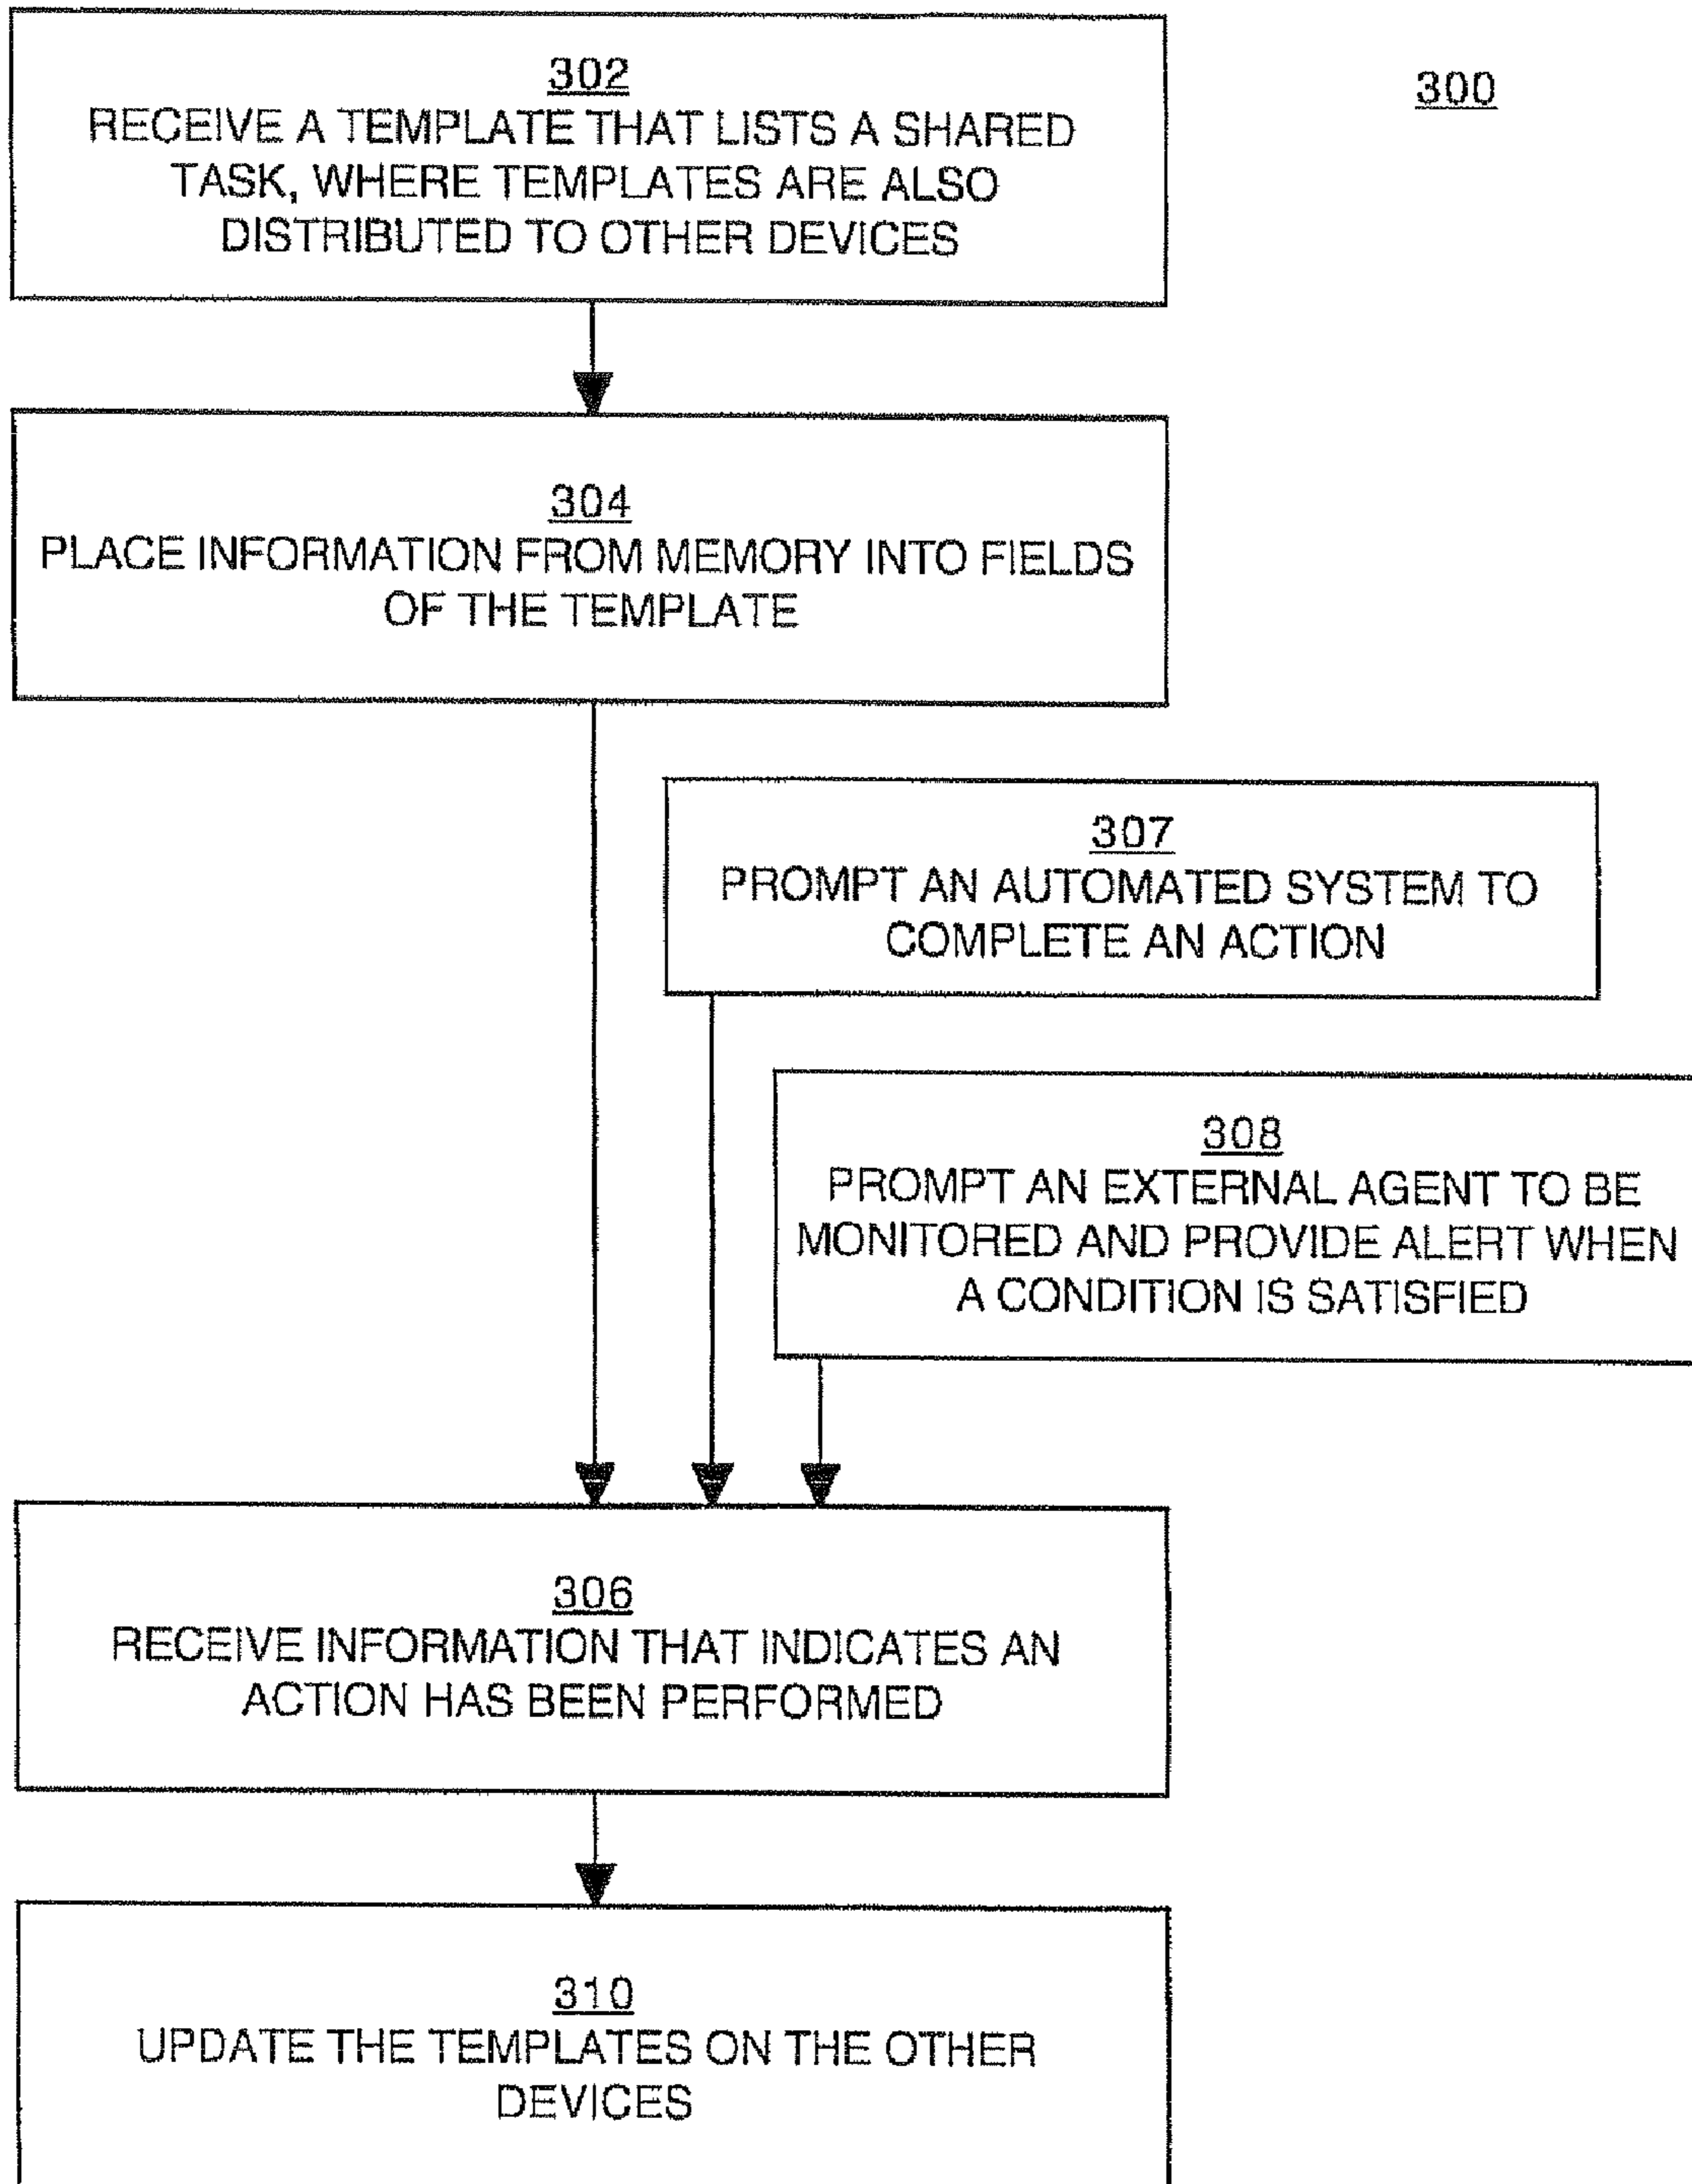 302
RECEIVE A TEMPLATE THAT LISTS A SHARED
TASK, WHERE TEMPLATES ARE ALSO
DISTRIBUTED TO OTHER DEVICES
300
304
PLACE INFORMATION FROM MEMORY INTO FIELDS
OF THE TEMPLATE
307
PROMPT AN AUTOMATED SYSTEM TO
COMPLETE AN ACTION
308
PROMPT AN EXTERNAL AGENT TO BE
MONITORED AND PROVIDE ALERT WHEN
A CONDITION IS SATISFIED
306
RECEIVE INFORMATION THAT INDICATES AN
ACTION HAS BEEN PERFORMED
310
UPDATE THE TEMPLATES ON THE OTHER
DEVICES